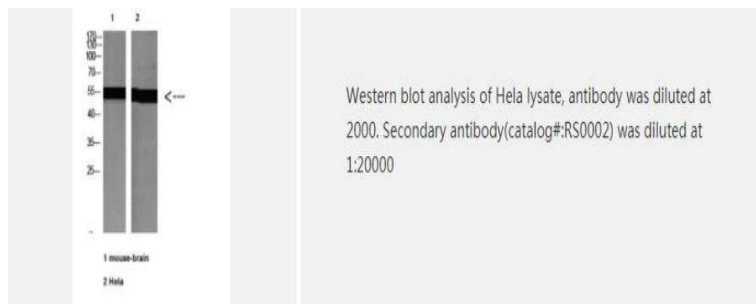 1 2
170-
130-
100-
70-
55-
40-
35-
25-
<---
1 mouse-brain
2 Hela
Western blot analysis of Hela lysate, antibody was diluted at
2000. Secondary antibody(catalog#:RS0002) was diluted at
1:20000